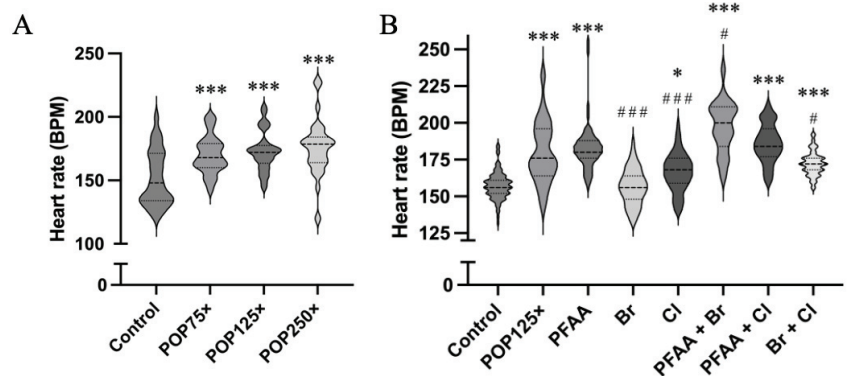 A
Heart rate (BPM)
250
200
150
100
0
***
***
***
Control
POP75×
POP125×
POP250×
B
Heart rate (BPM)
250
225
200
175
150
125
0
***
***
###
*
###
***
#
***
***
#
Control
POP125×
PFAA
Br
Cl
PFAA + Br
PFAA + Cl
Br + Cl